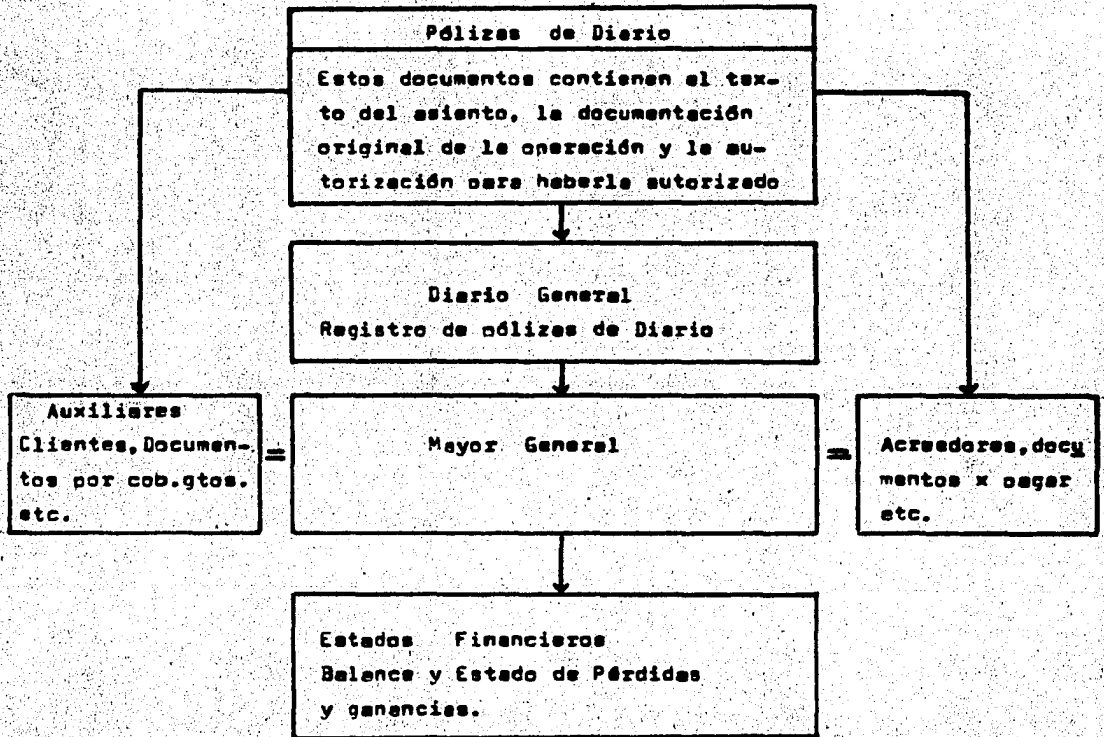 Pólizas de Diario
Estos documentos contienen el tex-
to del asiento, la documentación
original de la operación y la au-
torización para haberla autorizado
Diario General
Registro de pólizas de Diario
Auxiliares
Clientes, Documen-
tos por cob. gtos.
etc.
=
Mayor General
=
Acreedores, docu
mentos x pagar
etc.
Estados Financieros
Balance y Estado de Pérdidas
y ganancias.